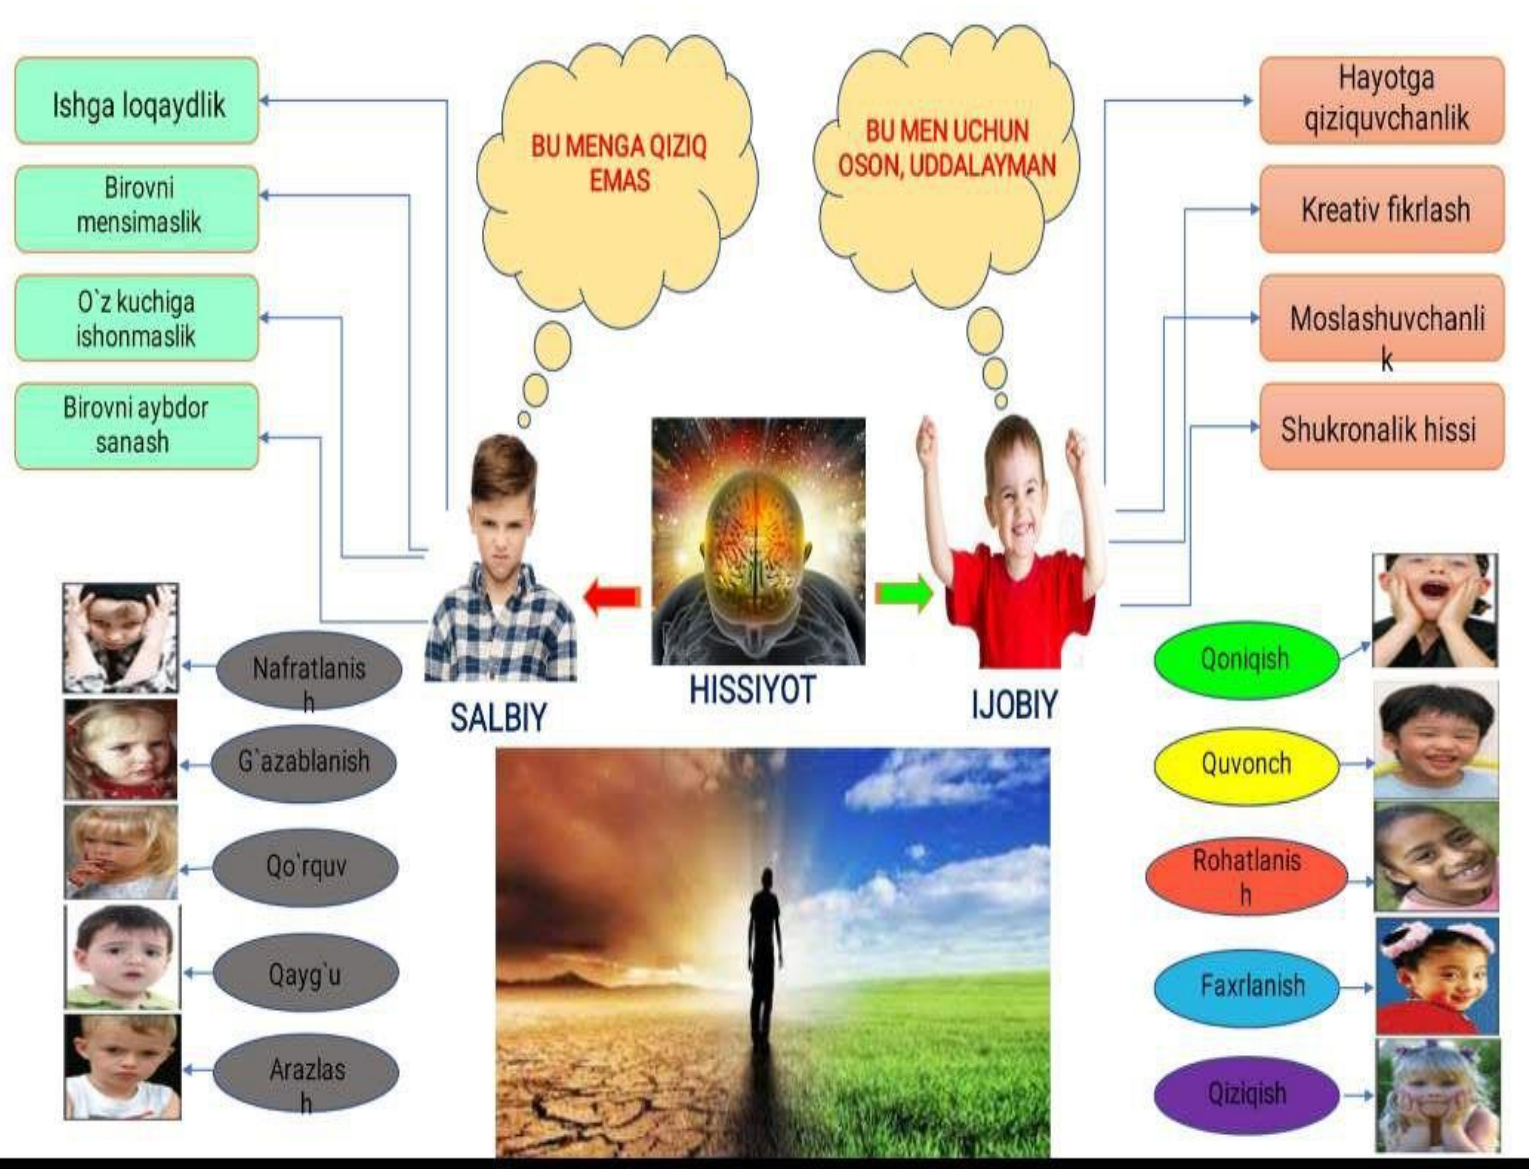 Ishga loqaydlik
Birovni
mensimaslik
O`z kuchiga
ishonmaslik
Birovni aybdor
sanash
BU MENGA QIZIQ
EMAS
BU MEN UCHUN
OSON, UDDALAYMAN
Hayotga
qiziquvchanlik
Kreativ fikrlash
Moslashuvchanli
k
Shukronalik hissi
SALBIY
HISSIYOT
IJOBIY
Nafratlanis
h
G`azablanish
Qo`rquv
Qayg`u
Arazlas
h
Qoniqish
Quvonch
Rohatlanis
h
Faxrlanish
Qiziqish